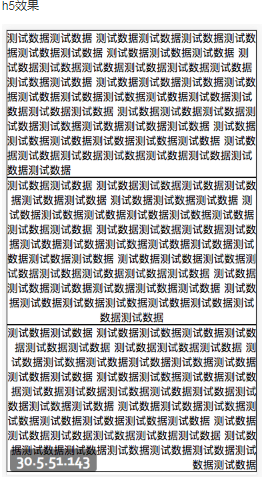 h5效果
测试数据测试数据 测试数据测试数据测试数据测试数
据测试数据测试数据 测试数据测试数据测试数据 测
试数据测试数据测试数据测试数据测试数据测试数据
测试数据测试数据 测试数据测试数据测试数据测试数
据测试数据测试数据测试数据测试数据测试数据测试
数据测试数据测试数据 测试数据测试数据测试数据测
试数据测试数据测试数据测试数据测试数据 测试数据
测试数据测试数据测试数据测试数据测试数据 测试数
据测试数据测试数据测试数据测试数据测试数据测试
数据测试数据
测试数据测试数据 测试数据测试数据测试数据测试数
据测试数据测试数据 测试数据测试数据测试数据 测
试数据测试数据测试数据测试数据测试数据测试数据
测试数据测试数据 测试数据测试数据测试数据测试数
据测试数据测试数据测试数据测试数据测试数据测试
数据测试数据测试数据 测试数据测试数据测试数据测
试数据测试数据测试数据测试数据测试数据 测试数据
测试数据测试数据测试数据测试数据测试数据 测试数
据测试数据测试数据测试数据测试数据测试数据测试
数据测试数据
测试数据测试数据 测试数据测试数据测试数据测试数
据测试数据测试数据 测试数据测试数据测试数据 测
试数据测试数据测试数据测试数据测试数据测试数据
测试数据测试数据 测试数据测试数据测试数据测试数
据测试数据测试数据测试数据测试数据测试数据测试
数据测试数据测试数据 测试数据测试数据测试数据测
试数据测试数据测试数据测试数据测试数据 测试数据
测试数据测试数据测试数据测试数据测试数据 测试数
据测试数据测试数据测试数据测试数据测试数据测试
数据测试数据
30.5.51.143